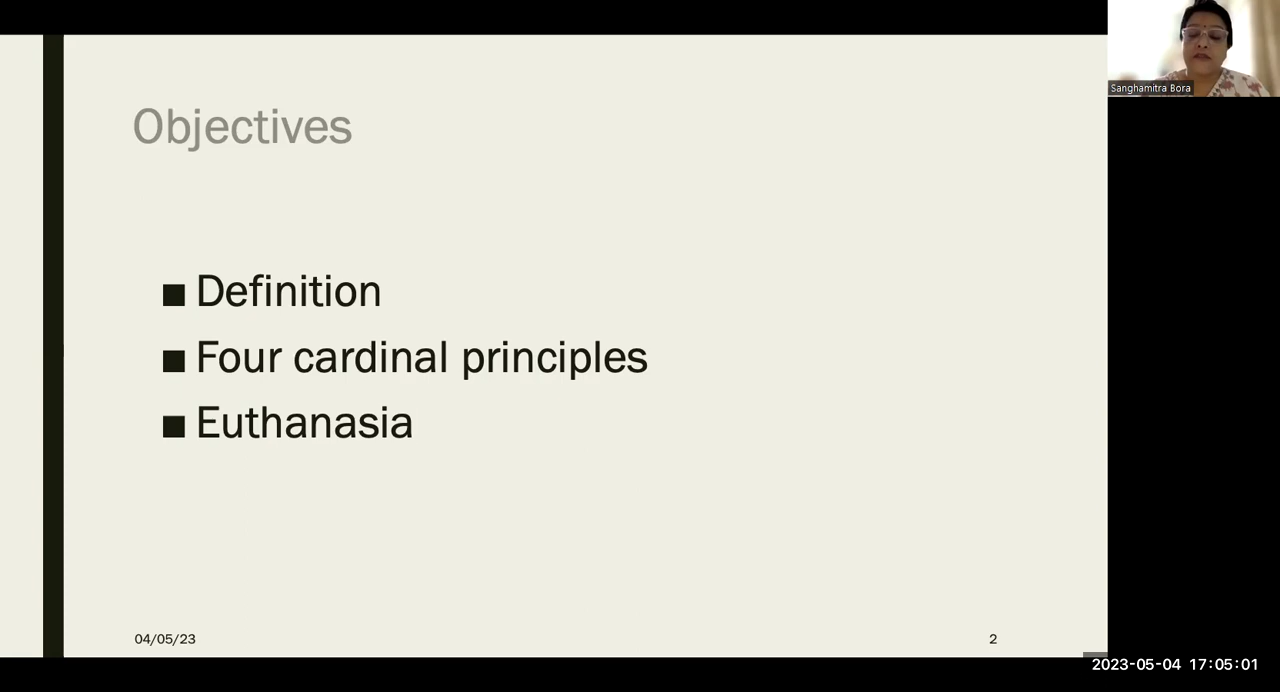 Objectives
■ Definition
■ Four cardinal principles
■ Euthanasia
04/05/23
2
Sanghamitra Bora
2023-05-04 17:05:01